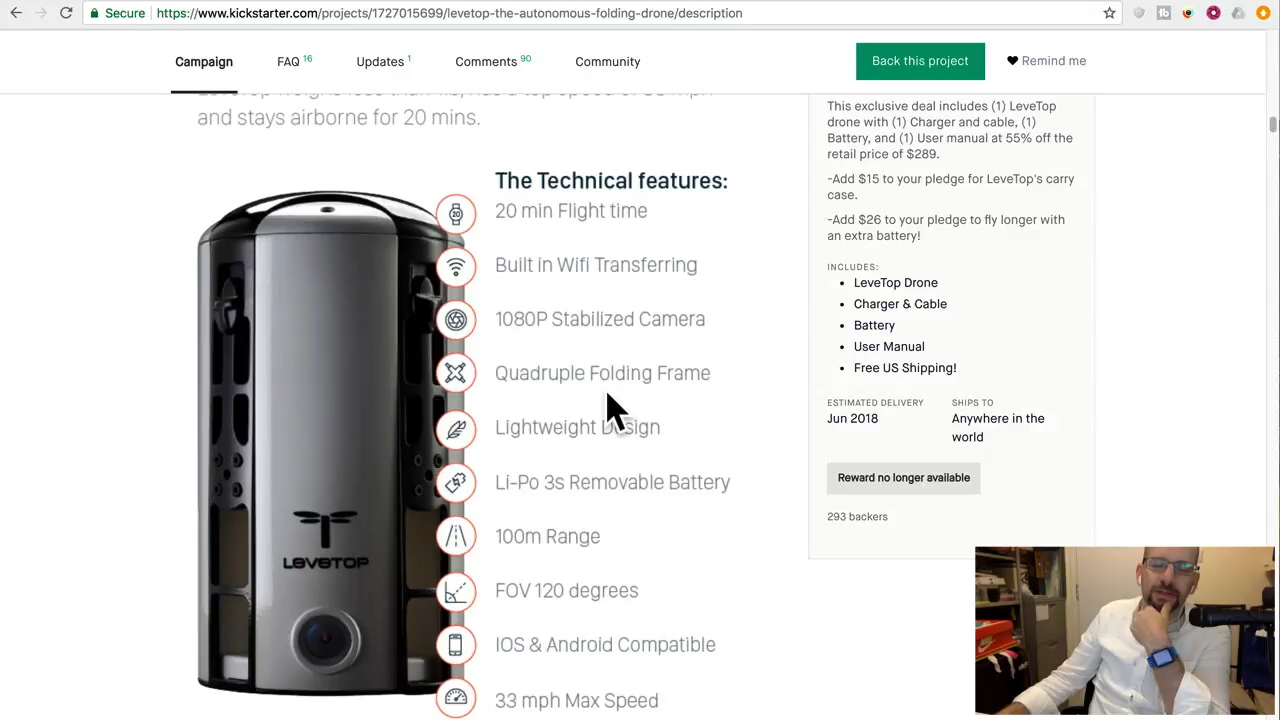 Secure
https://www.kickstarter.com/projects/1727015699/levetop-the-autonomous-folding-drone/description
Campaign
FAQ 16
Updates 1
Comments 90
Community
Back this project
Remind me
and stays airborne for 20 mins.
The Technical features:
20
20 min Flight time
Built in Wifi Transferring
1080P Stabilized Camera
Quadruple Folding Frame
Lightweight Design
Li-Po 3s Removable Battery
100m Range
FOV 120 degrees
IOS & Android Compatible
33 mph Max Speed
LEVETOP
This exclusive deal includes (1) LeveTop
drone with (1) Charger and cable, (1)
Battery, and (1) User manual at 55% off the
retail price of $289.
-Add $15 to your pledge for LeveTop's carry
case.
-Add $26 to your pledge to fly longer with
an extra battery!
INCLUDES:
• LeveTop Drone
• Charger & Cable
• Battery
• User Manual
• Free US Shipping!
ESTIMATED DELIVERY
Jun 2018
SHIPS TO
Anywhere in the
world
Reward no longer available
293 backers